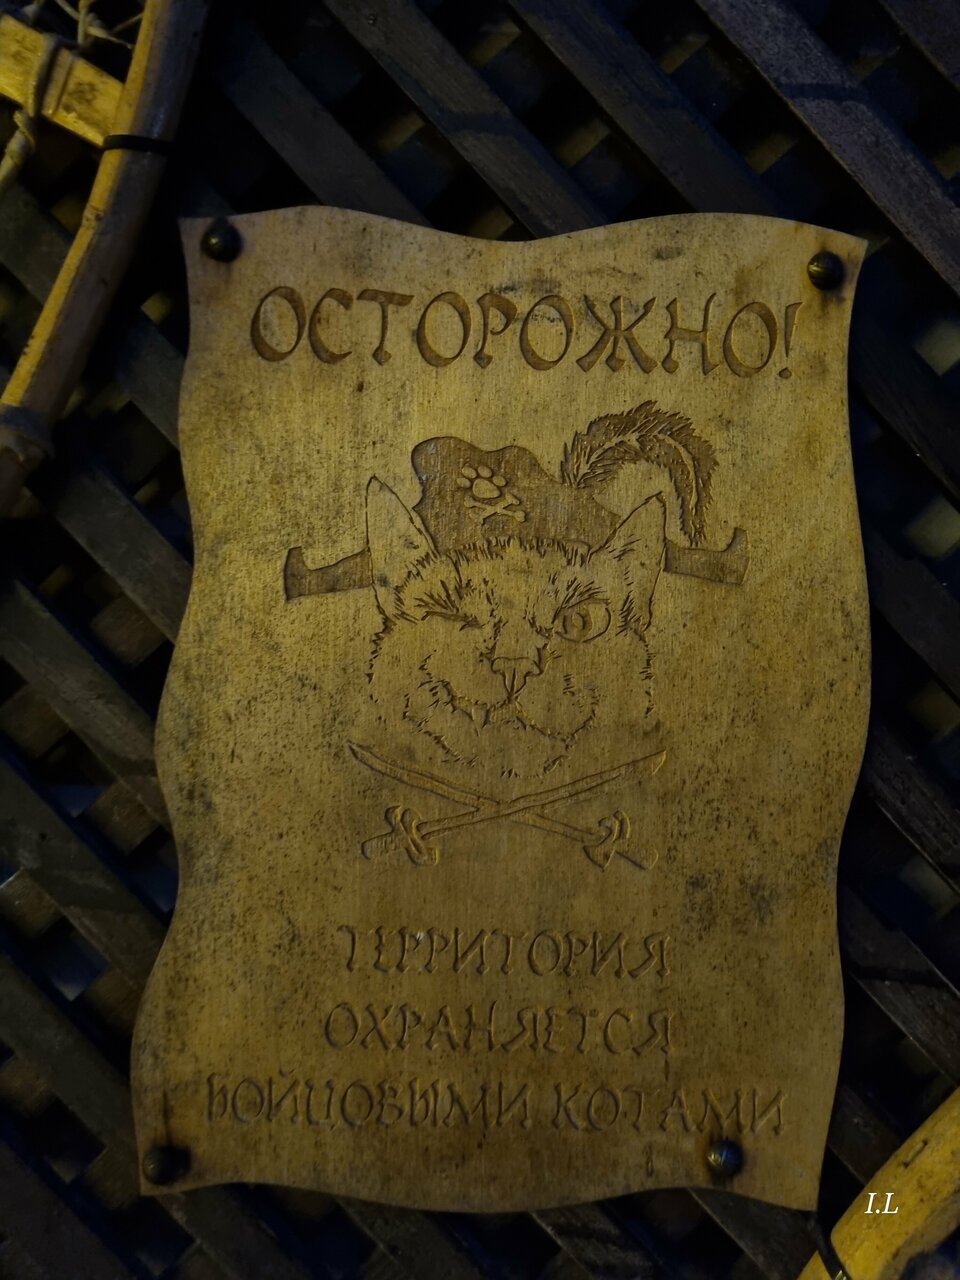 ОСТОРОЖНО!
ТЕРРИТОРИЯ
ОХРАНЯЕТСЯ
БОЙЦОВЫМИ КОТАМИ
I.L